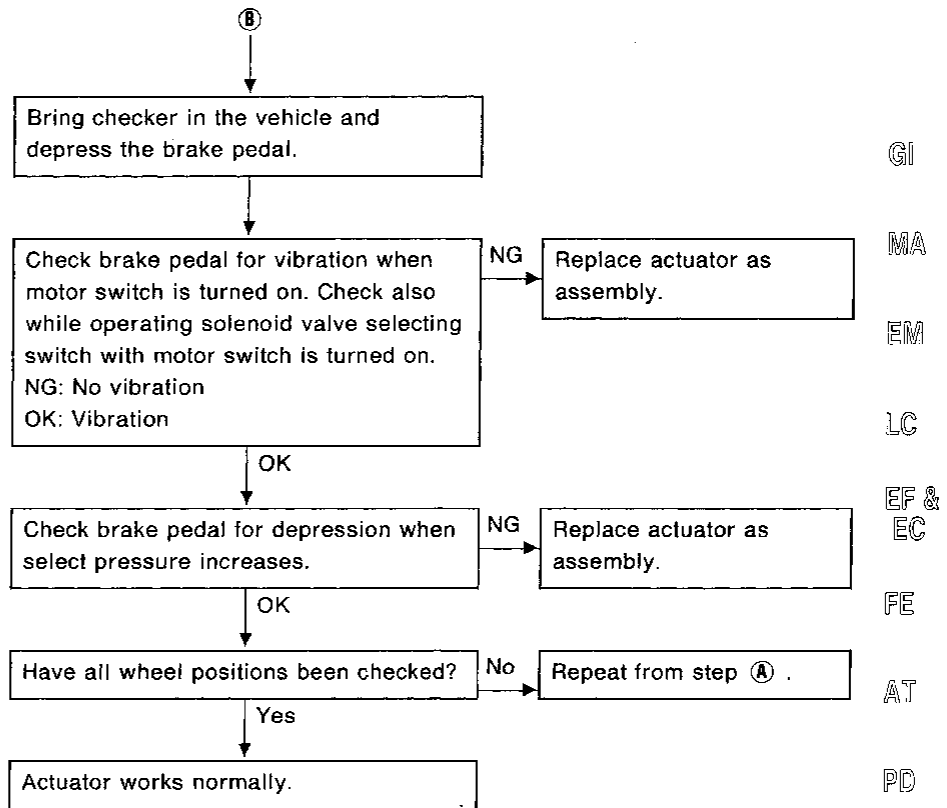 Ⓑ
Bring checker in the vehicle and
depress the brake pedal.
Check brake pedal for vibration when
motor switch is turned on. Check also
while operating solenoid valve selecting
switch with motor switch is turned on.
NG: No vibration
OK: Vibration
NG
Replace actuator as
assembly.
OK
Check brake pedal for depression when
select pressure increases.
NG
Replace actuator as
assembly.
OK
Have all wheel positions been checked?
No
Repeat from step Ⓐ .
Yes
Actuator works normally.
GI
MA
EM
LC
EF &
EC
FE
AT
PD